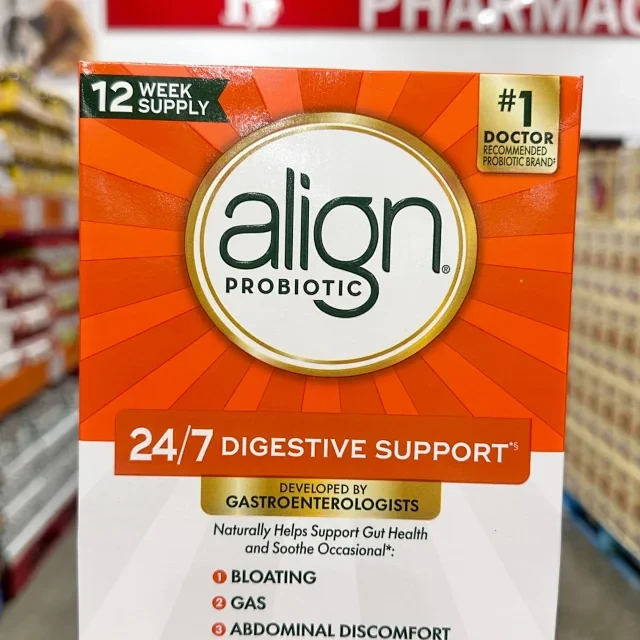 PHARMAC
12 WEEK
SUPPLY
#1
DOCTOR
RECOMMENDED
PROBIOTIC BRAND‡
align®
PROBIOTIC
24/7 DIGESTIVE SUPPORT*§
DEVELOPED BY
GASTROENTEROLOGISTS
Naturally Helps Support Gut Health
and Soothe Occasional*:
1 BLOATING
2 GAS
3 ABDOMINAL DISCOMFORT